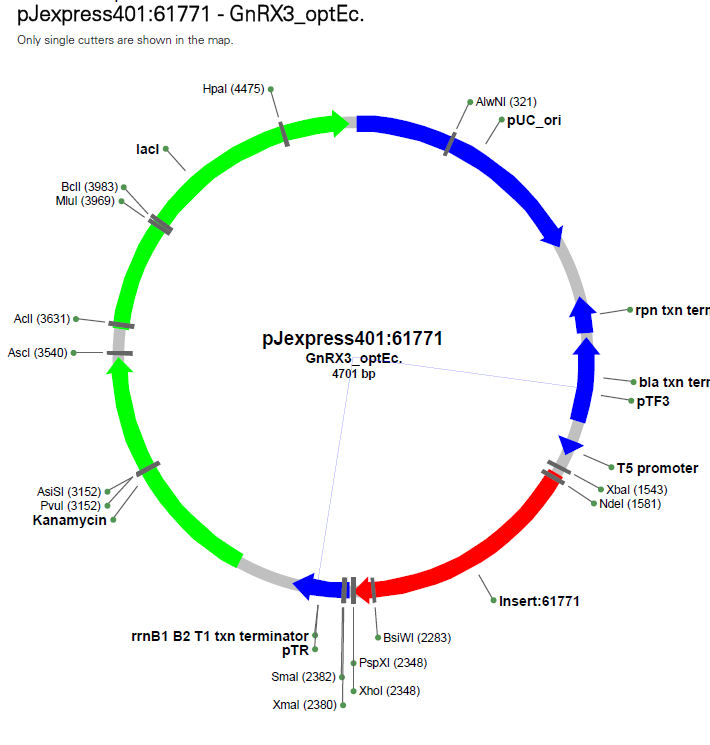 pJexpress401:61771 - GnRX3_optEc.
Only single cutters are shown in the map.
HpaI (4475)
AlwNI (321)
pUC_ori
lacI
BclI (3983)
MluI (3969)
rpn txn terr
AclI (3631)
pJexpress401:61771
AscI (3540)
GnRX3_optEc.
4701 bp
bla txn terr
pTF3
T5 promoter
AsiSI (3152)
XbaI (1543)
PvuI (3152)
NdeI (1581)
Kanamycin
Insert:61771
rrnB1 B2 T1 txn terminator
BsiWI (2283)
pTR
PspXI (2348)
SmaI (2382)
XhoI (2348)
XmaI (2380)